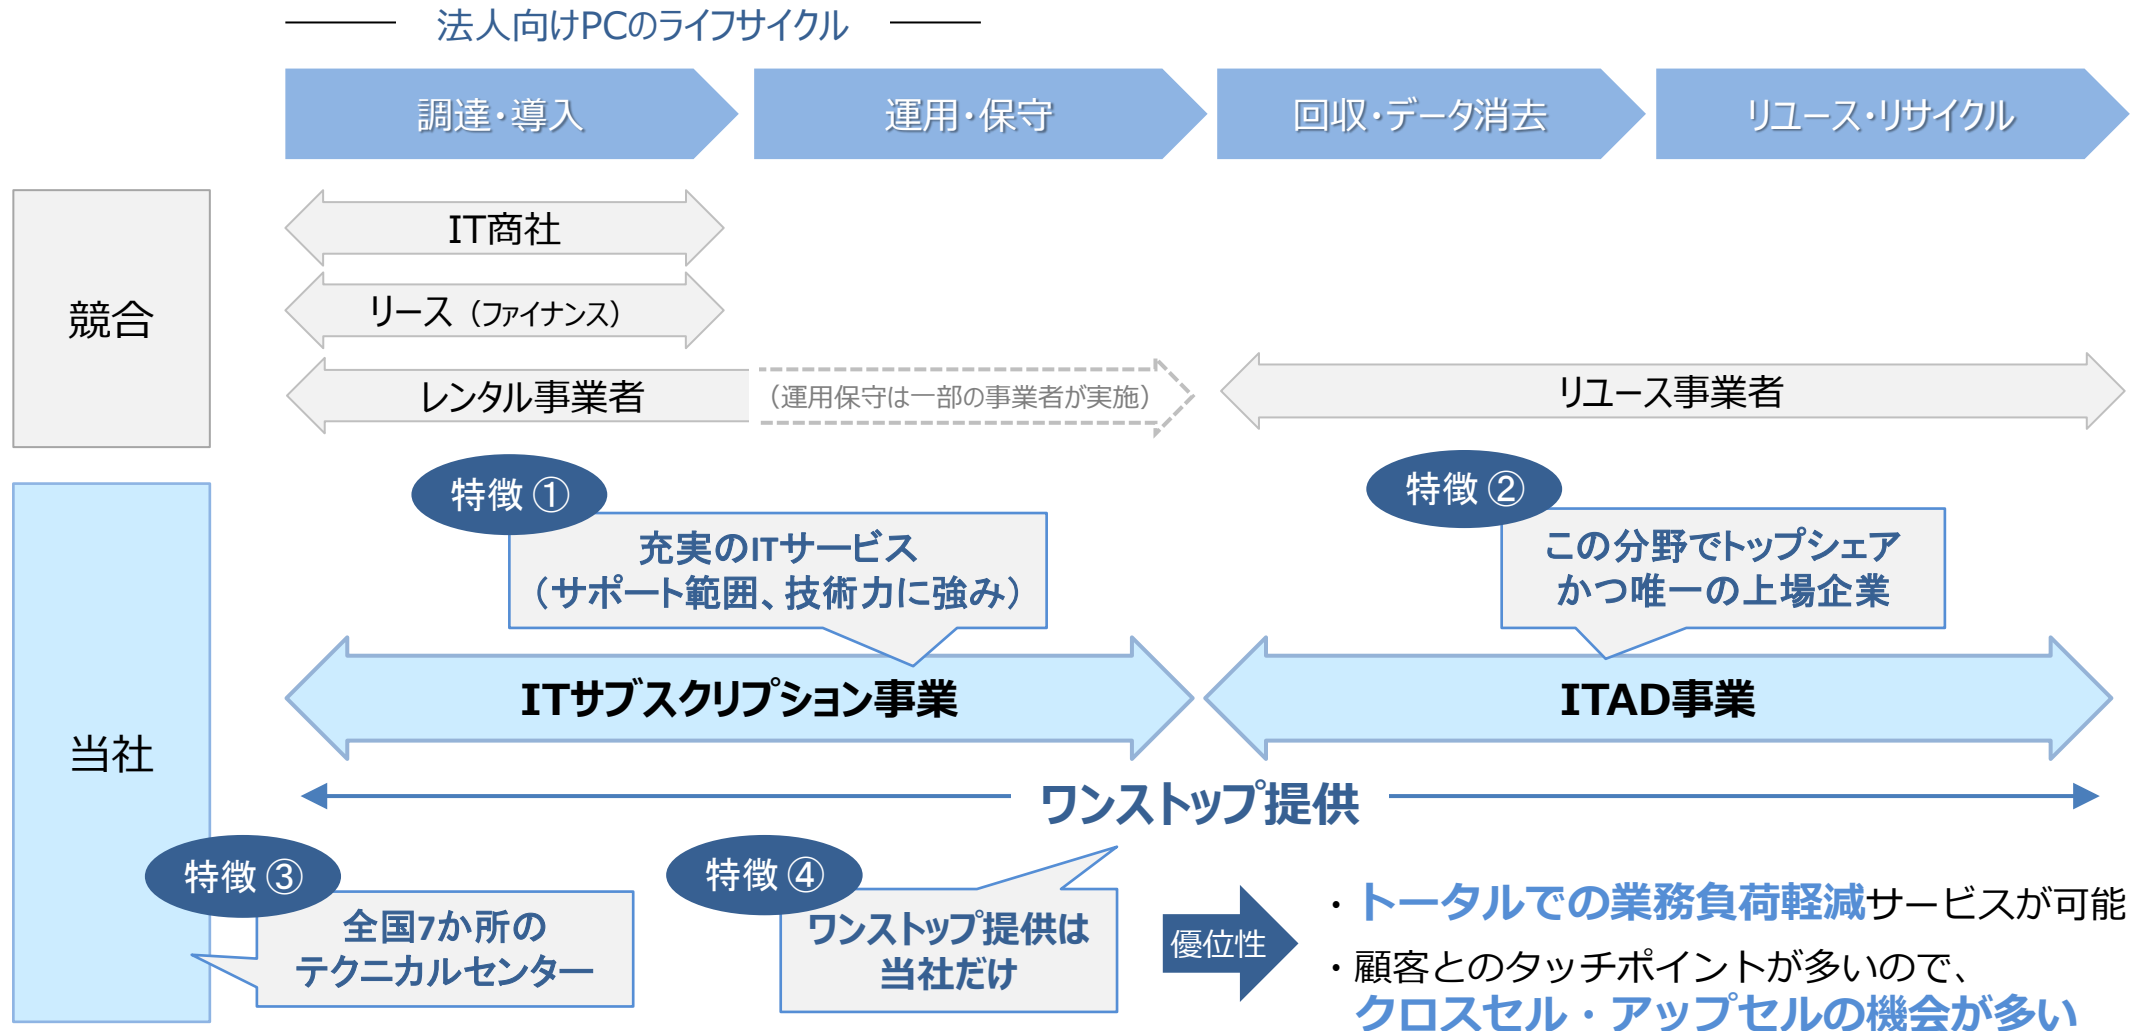 法人向けPCのライフサイクル
調達・導入
運用・保守
回収・データ消去
リユース・リサイクル
競合
IT商社
リース（ファイナンス）
レンタル事業者
（運用保守は一部の事業者が実施）
リユース事業者
当社
特徴 ①
充実のITサービス
（サポート範囲、技術力に強み）
特徴 ②
この分野でトップシェア
かつ唯一の上場企業
ITサブスクリプション事業
ITAD事業
ワンストップ提供
特徴 ③
全国7か所の
テクニカルセンター
特徴 ④
ワンストップ提供は
当社だけ
優位性
・トータルでの業務負荷軽減サービスが可能
・顧客とのタッチポイントが多いので、
クロスセル・アップセルの機会が多い